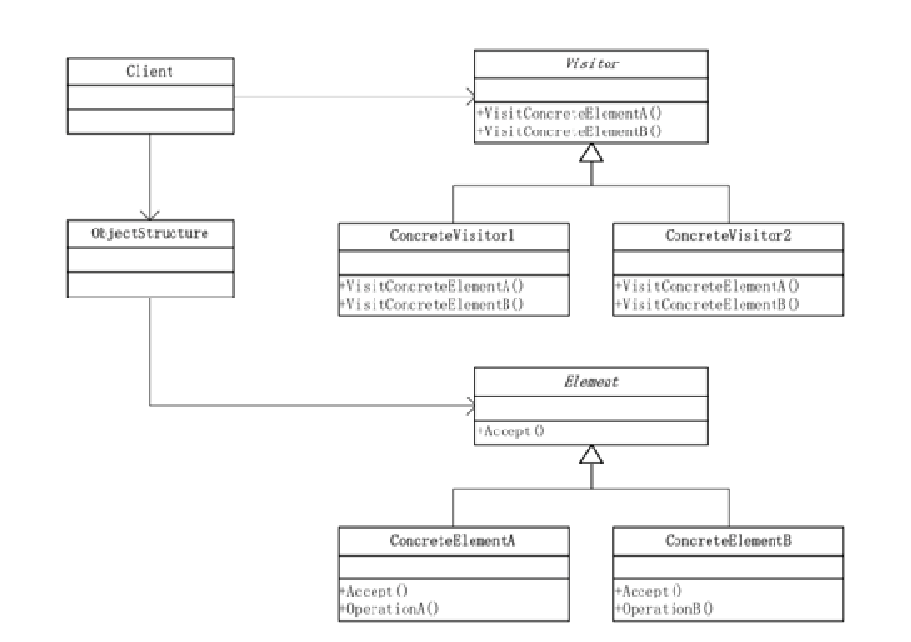 Client
Visitor
+VisitConcreteElementA()
+VisitConcreteElementB()
ObjectStructure
ConcreteVisitor1
+VisitConcreteElementA()
+VisitConcreteElementB()
ConcreteVisitor2
+VisitConcreteElementA()
+VisitConcreteElementB()
Element
+Accept()
ConcreteElementA
+Accept()
+OperationA()
ConcreteElementB
+Accept()
+OperationB()